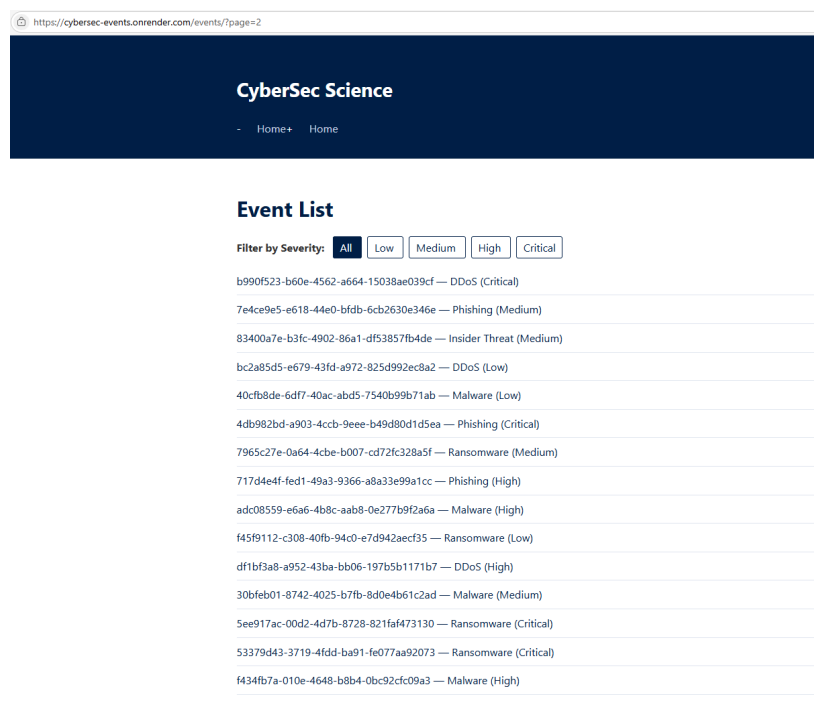 https://cybersec-events.onrender.com/events/?page=2
CyberSec Science
- Home+ Home
Event List
Filter by Severity: All Low Medium High Critical
b990f523-b60e-4562-a664-15038ae039cf — DDoS (Critical)
7e4ce9e5-e618-44e0-bfdb-6cb2630e346e — Phishing (Medium)
83400a7e-b3fc-4902-86a1-df53857fb4de — Insider Threat (Medium)
bc2a85d5-e679-43fd-a972-825d992ec8a2 — DDoS (Low)
40cfb8de-6df7-40ac-abd5-7540b99b71ab — Malware (Low)
4db982bd-a903-4ccb-9eee-b49d80d1d5ea — Phishing (Critical)
7965c27e-0a64-4cbe-b007-cd72fc328a5f — Ransomware (Medium)
717d4e4f-fed1-49a3-9366-a8a33e99a1cc — Phishing (High)
adc08559-e6a6-4b8c-aab8-0e277b9f2a6a — Malware (High)
f45f9112-c308-40fb-94c0-e7d942aecf35 — Ransomware (Low)
df1bf3a8-a952-43ba-bb06-197b5b1171b7 — DDoS (High)
30bfeb01-8742-4025-b7fb-8d0e4b61c2ad — Malware (Medium)
5ee917ac-00d2-4d7b-8728-821faf473130 — Ransomware (Critical)
53379d43-3719-4fdd-ba91-fe077aa92073 — Ransomware (Critical)
f434fb7a-010e-4648-b8b4-0bc92cfc09a3 — Malware (High)